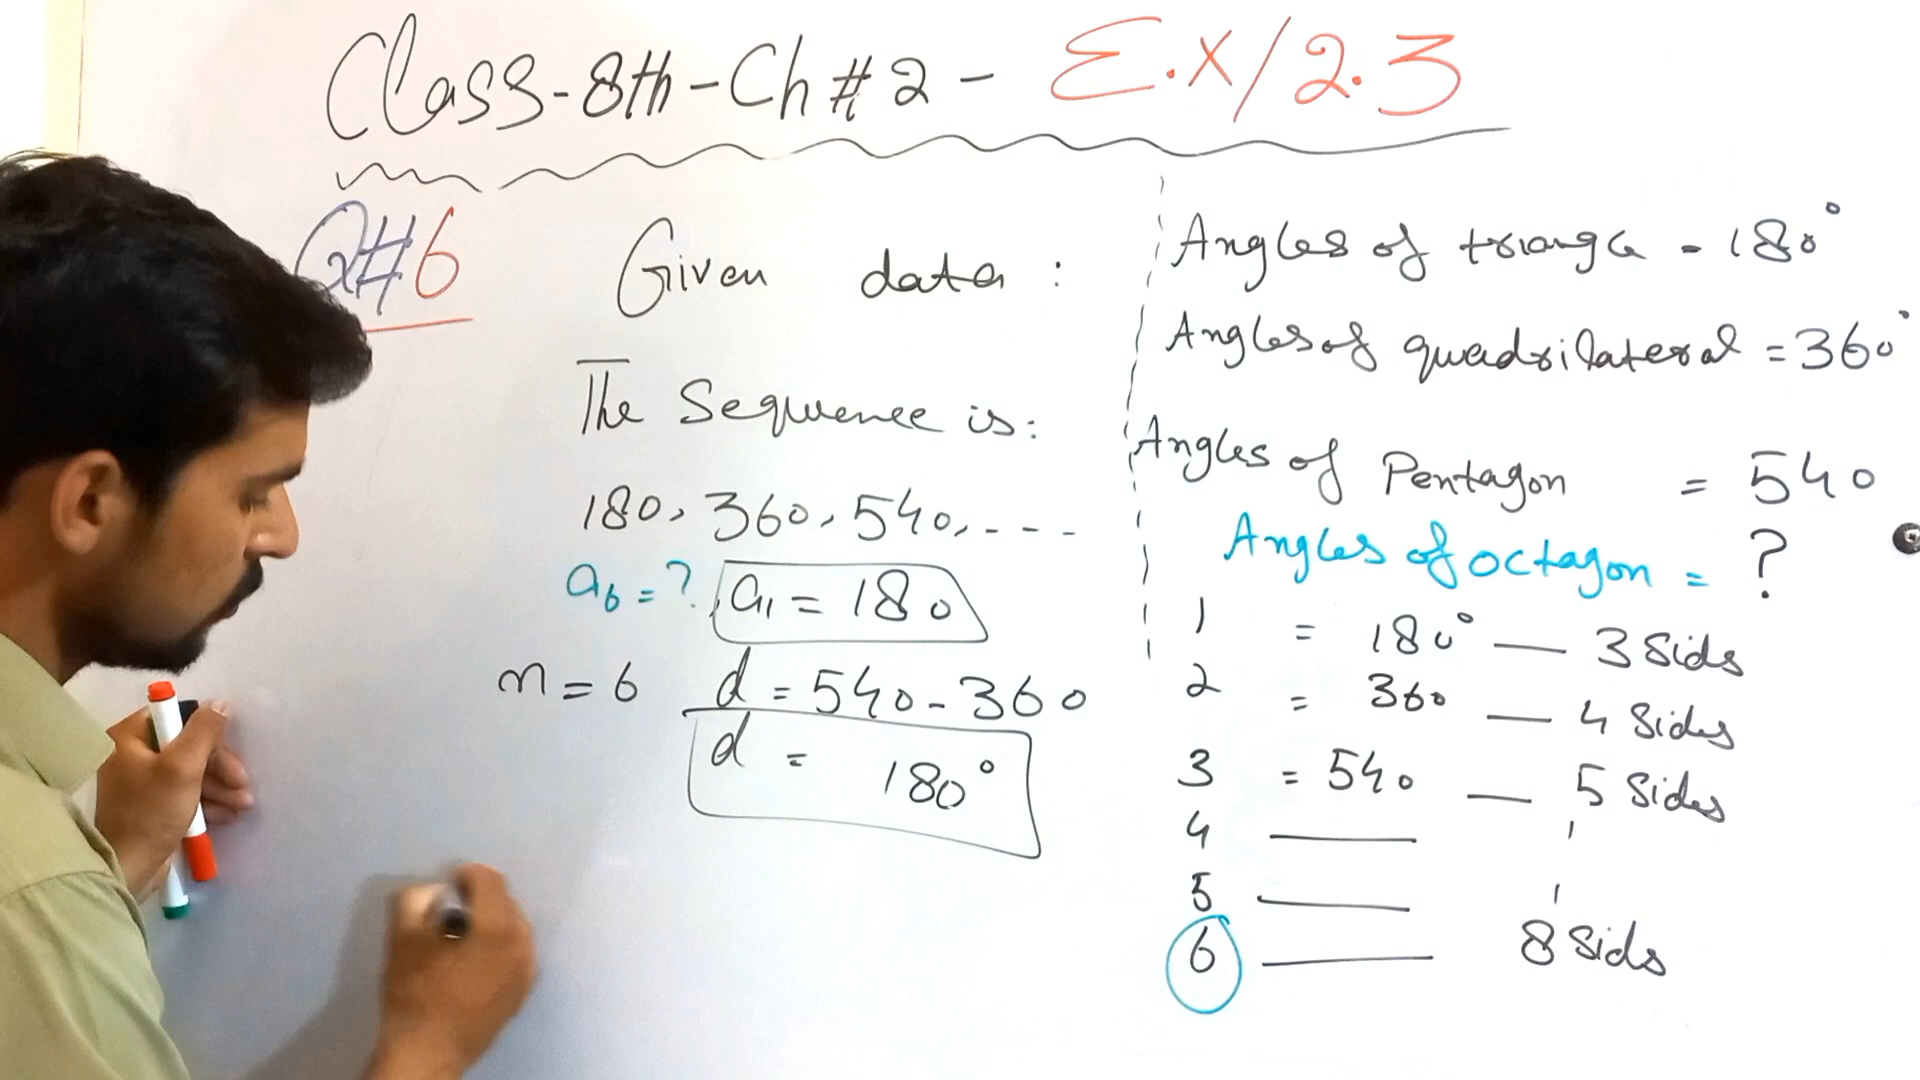 Class-8th-Ch#2- E.X/2.3
Q#6
Given data:
The Sequence is:
180, 360, 540, - - - -
a6 = ?, a1 = 180
n = 6 d = 540-360
d = 180°
Angles of triangle - 180°
Angles of quadrilateral = 360°
Angles of Pentagon = 540
Angles of octagon = ?
1 = 180° — 3 Sids
2 = 360 — 4 Sides
3 = 540 — 5 Sides
4 ——
5 ——
6 —— 8 Sids